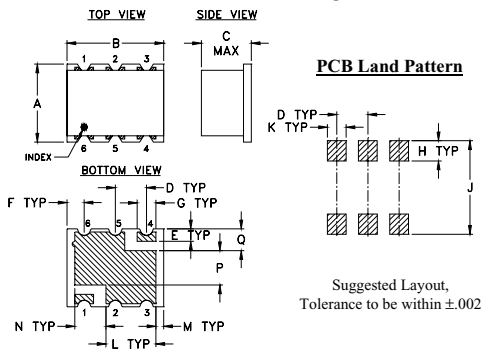 TOP VIEW
SIDE VIEW
B
C
MAX
1 2 3
A
6 5 4
INDEX
BOTTOM VIEW
D TYP
F TYP
G TYP
6 5 4
E TYP
Q
P
1 2 3
N TYP
M TYP
L TYP
PCB Land Pattern
D TYP
K TYP
H TYP
J
Suggested Layout,
Tolerance to be within ±.002